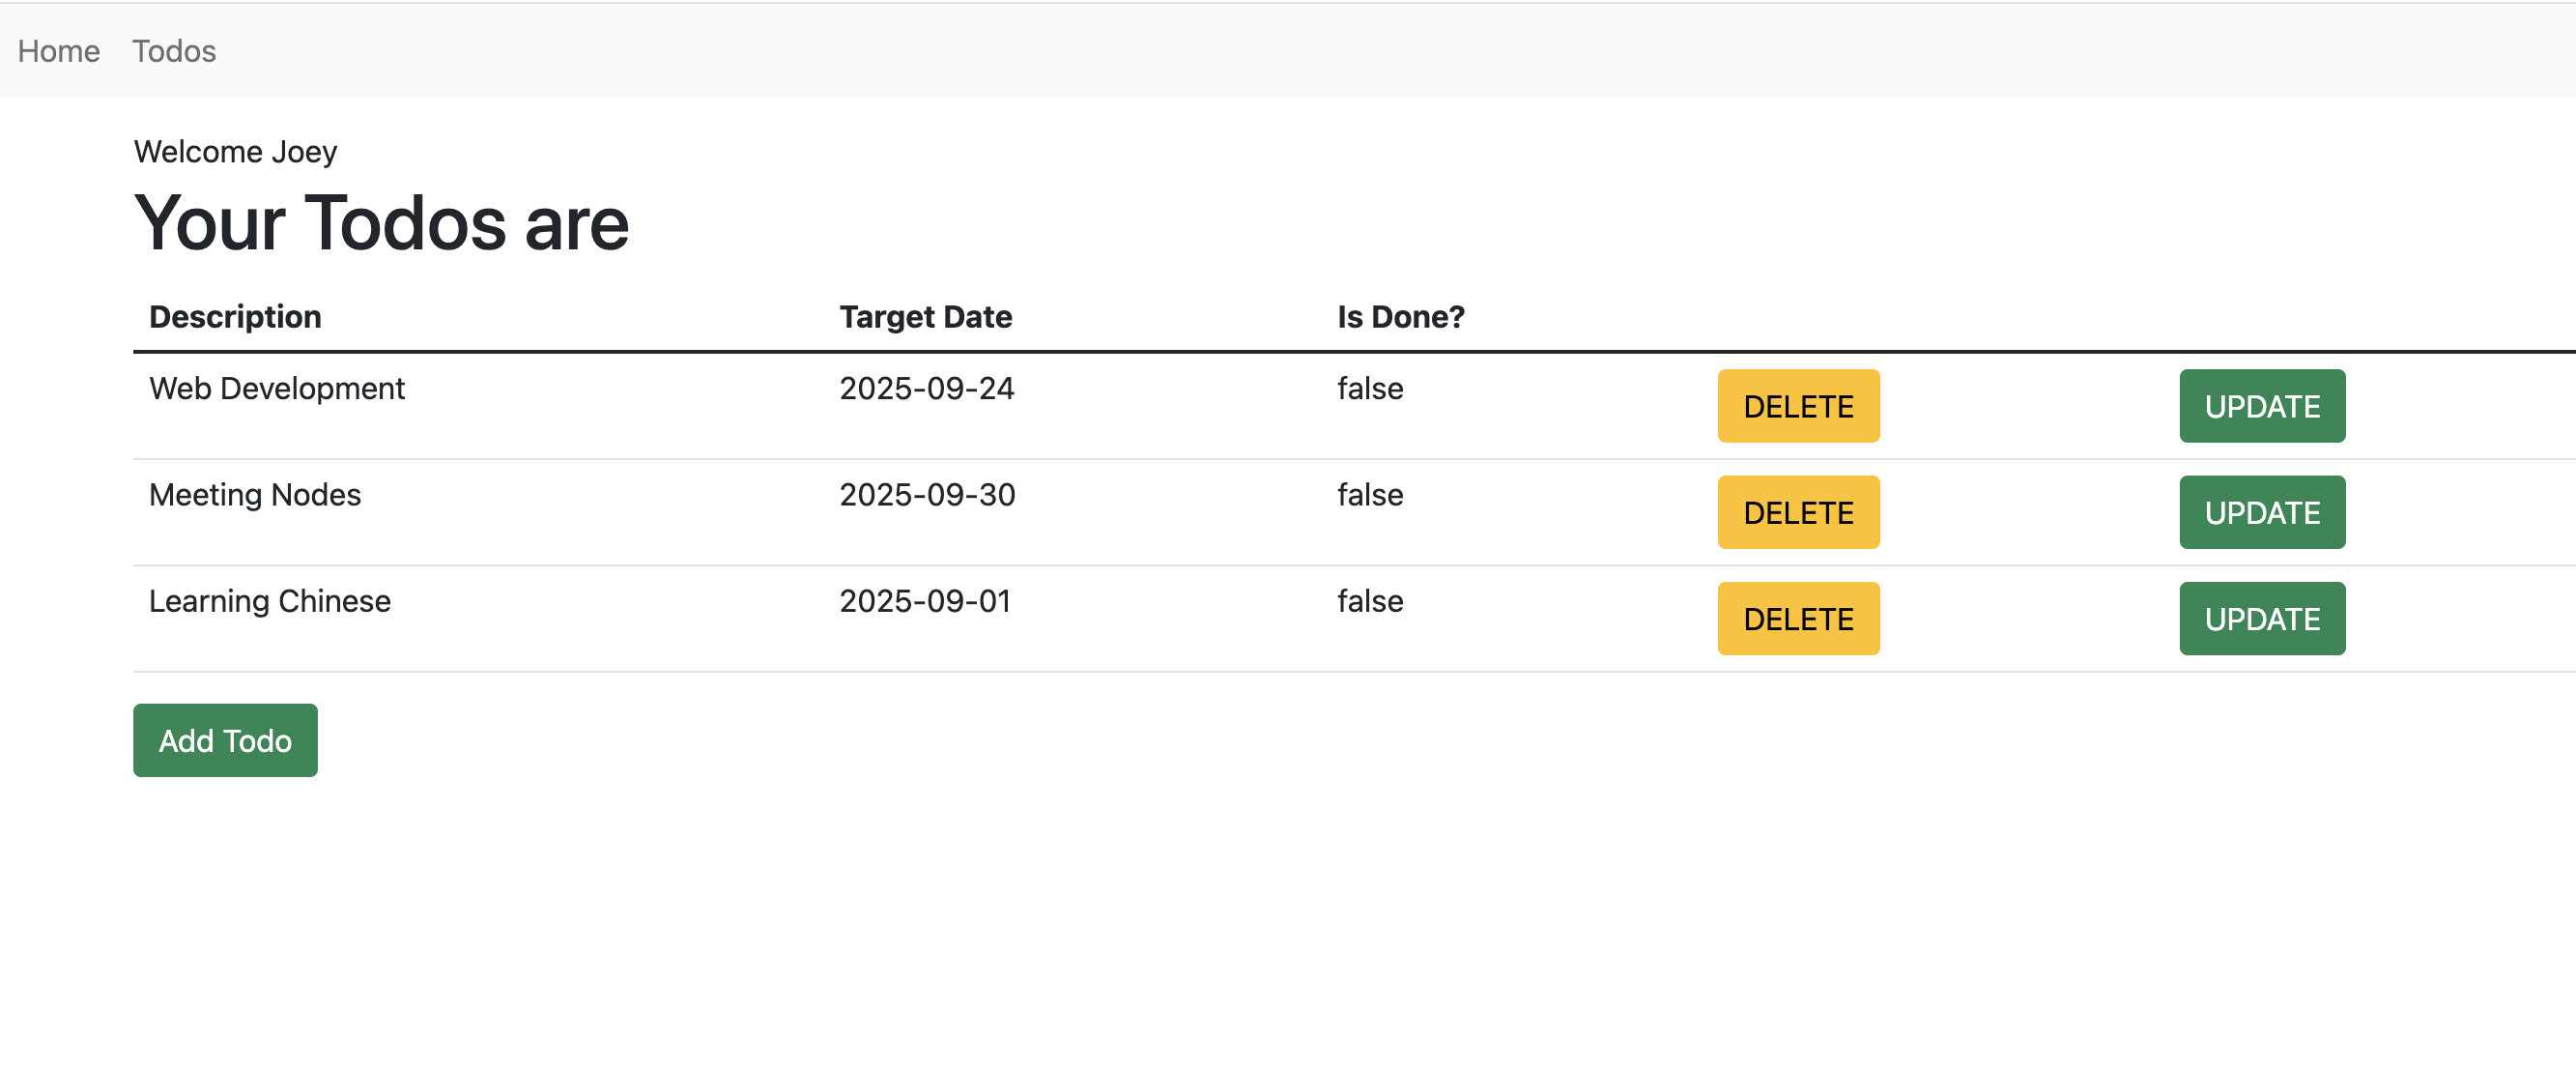 Home Todos
Welcome Joey
Your Todos are
Description Target Date Is Done?
Web Development 2025-09-24 false DELETE UPDATE
Meeting Nodes 2025-09-30 false DELETE UPDATE
Learning Chinese 2025-09-01 false DELETE UPDATE
Add Todo